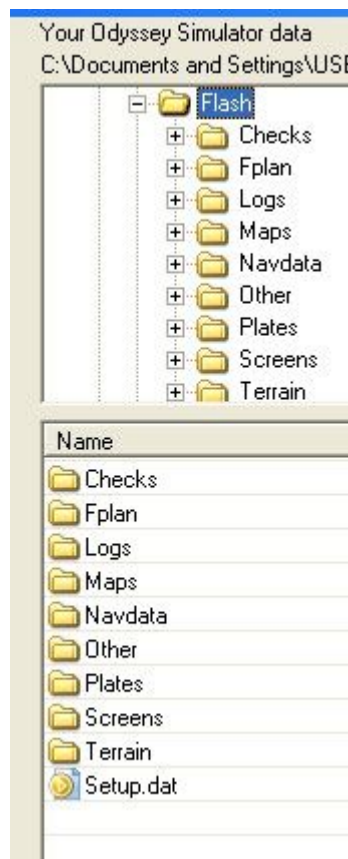 Your Odyssey Simulator data
C:\Documents and Settings\USE
Flash
Checks
Fplan
Logs
Maps
Navdata
Other
Plates
Screens
Terrain
Name
Checks
Fplan
Logs
Maps
Navdata
Other
Plates
Screens
Terrain
Setup.dat